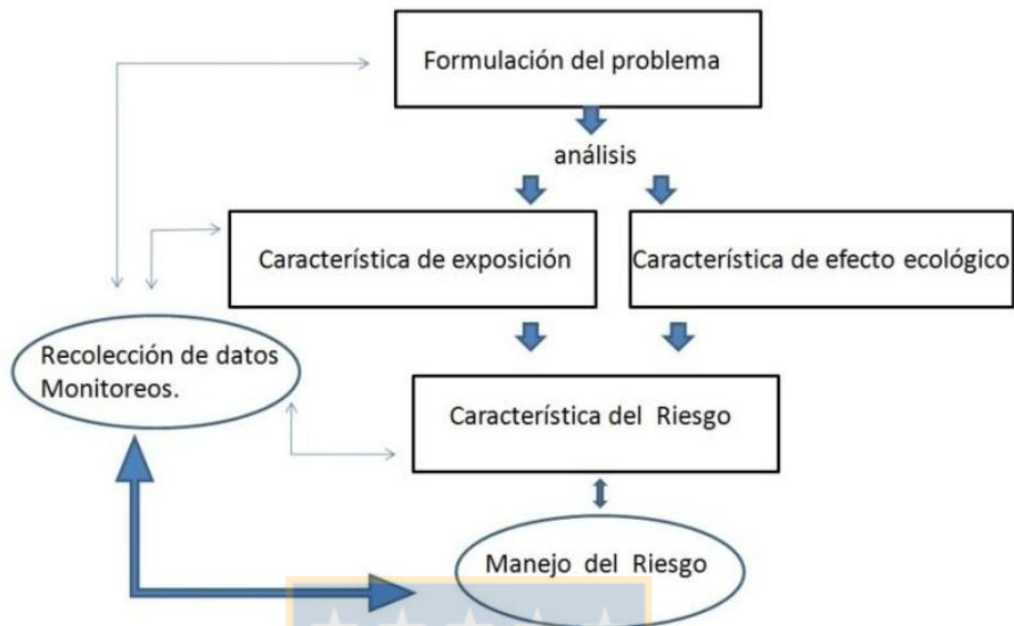 Formulación del problema
análisis
Característica de exposición
Característica de efecto ecológico
Recolección de datos
Monitoreos.
Característica del Riesgo
Manejo del Riesgo